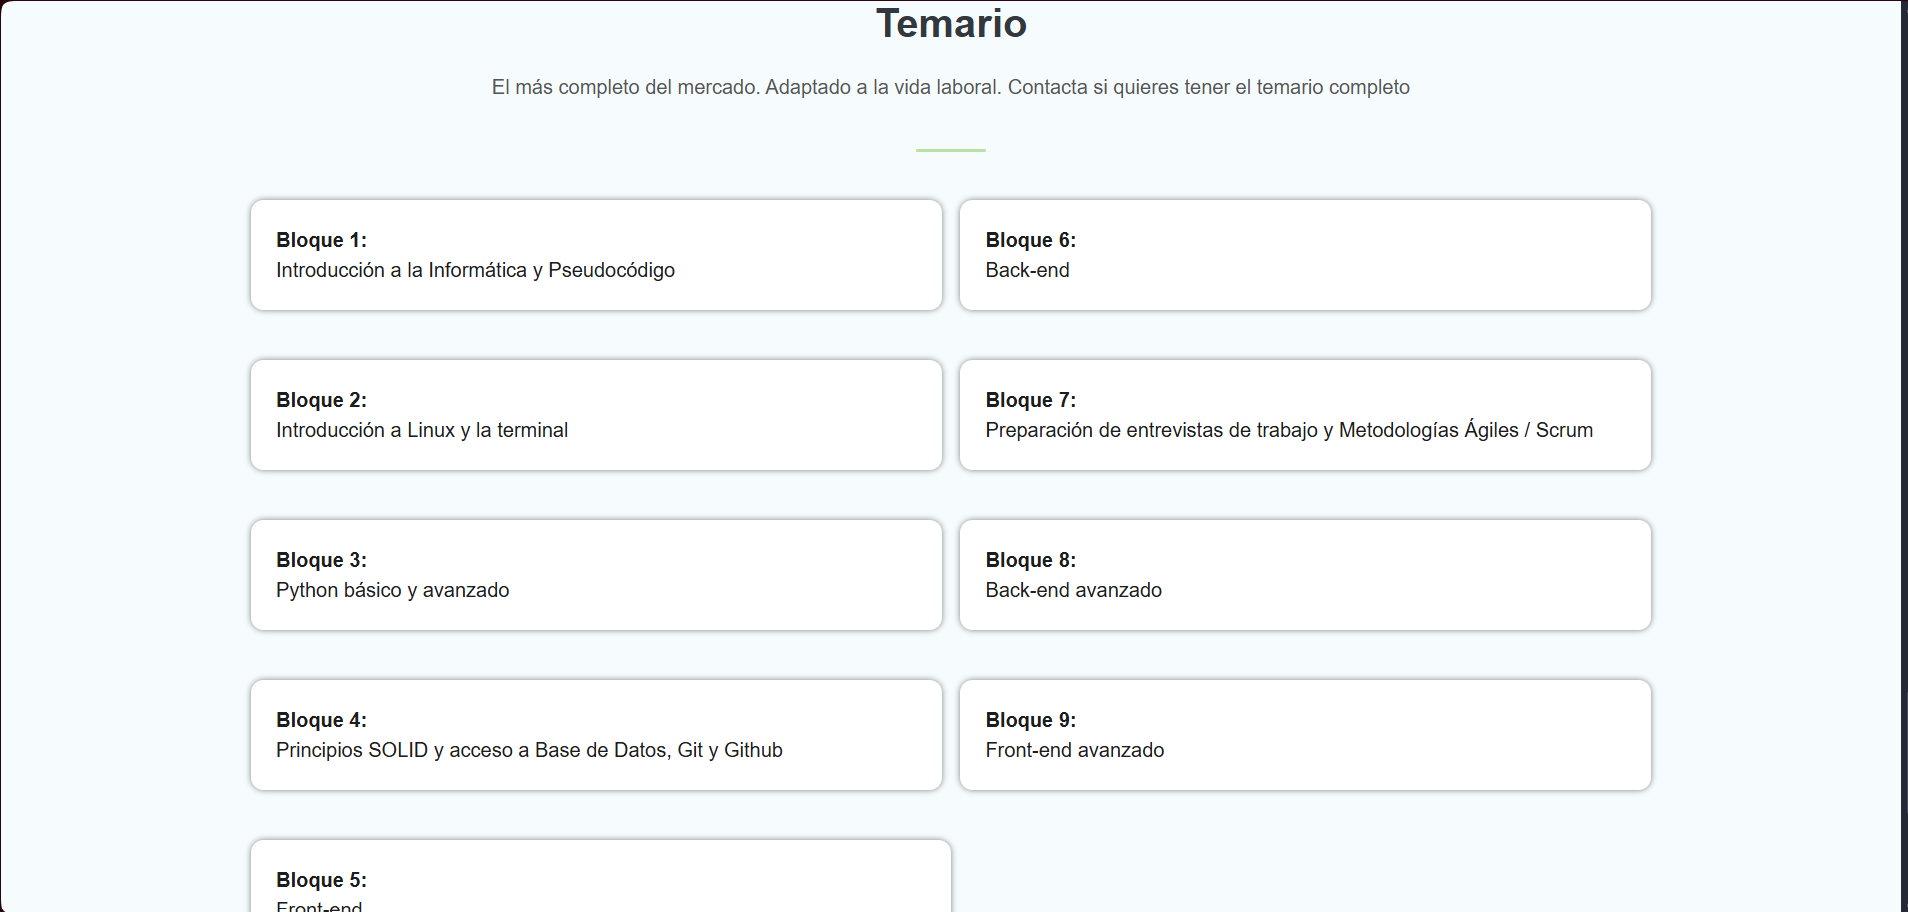 Temario
El más completo del mercado. Adaptado a la vida laboral. Contacta si quieres tener el temario completo
Bloque 1:
Introducción a la Informática y Pseudocódigo
Bloque 2:
Introducción a Linux y la terminal
Bloque 3:
Python básico y avanzado
Bloque 4:
Principios SOLID y acceso a Base de Datos, Git y Github
Bloque 5:
Front-end
Bloque 6:
Back-end
Bloque 7:
Preparación de entrevistas de trabajo y Metodologías Ágiles / Scrum
Bloque 8:
Back-end avanzado
Bloque 9:
Front-end avanzado